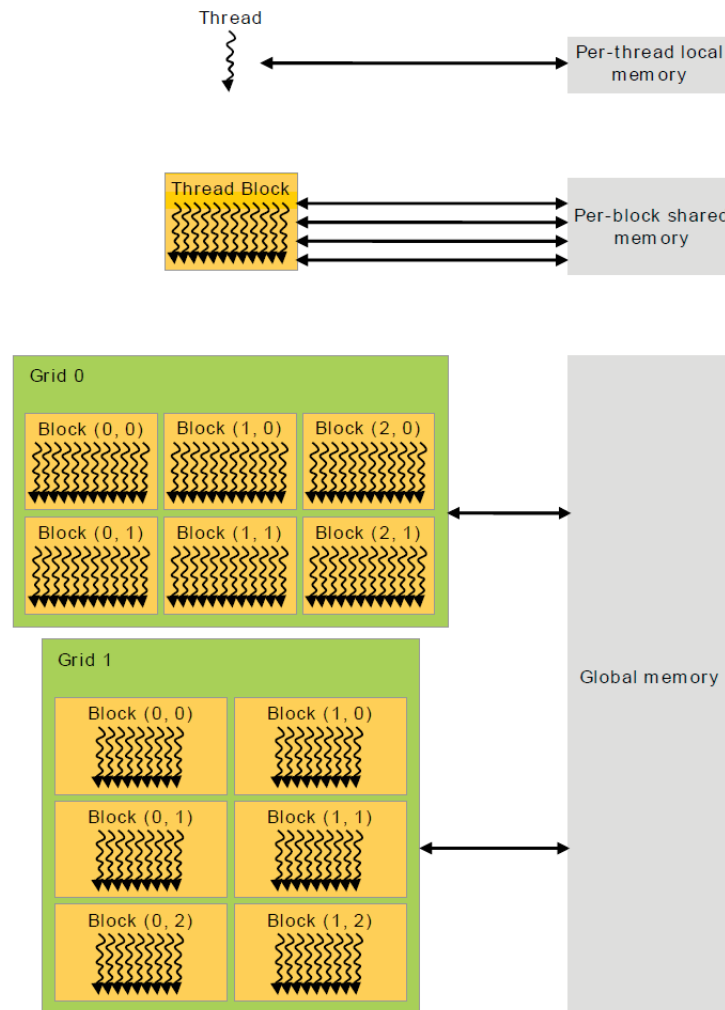 Thread
Per-thread local
memory
Thread Block
Per-block shared
memory
Grid 0
Block (0, 0)
Block (1, 0)
Block (2, 0)
Block (0, 1)
Block (1, 1)
Block (2, 1)
Grid 1
Block (0, 0)
Block (1, 0)
Block (0, 1)
Block (1, 1)
Block (0, 2)
Block (1, 2)
Global memory